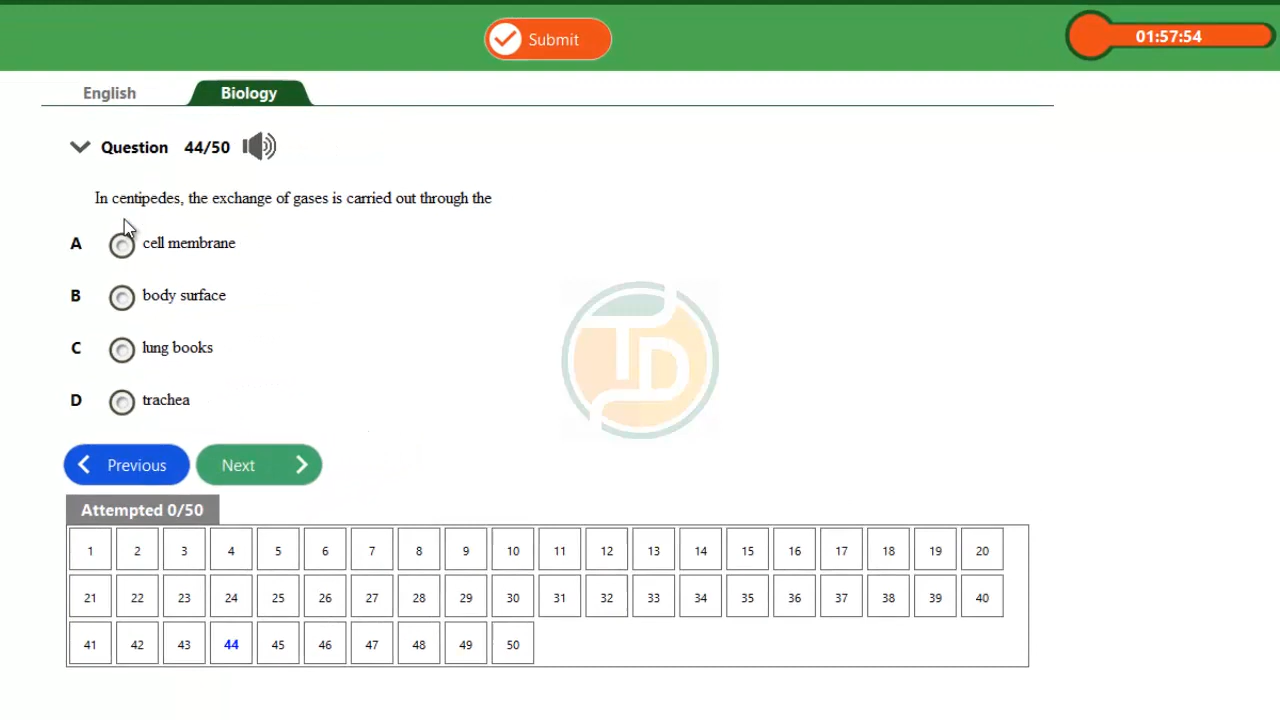 Submit
01:57:54
English Biology
Question 44/50
In centipedes, the exchange of gases is carried out through the
A cell membrane
B body surface
C lung books
D trachea
Previous Next
Attempted 0/50
1 2 3 4 5 6 7 8 9 10 11 12 13 14 15 16 17 18 19 20
21 22 23 24 25 26 27 28 29 30 31 32 33 34 35 36 37 38 39 40
41 42 43 44 45 46 47 48 49 50
TD